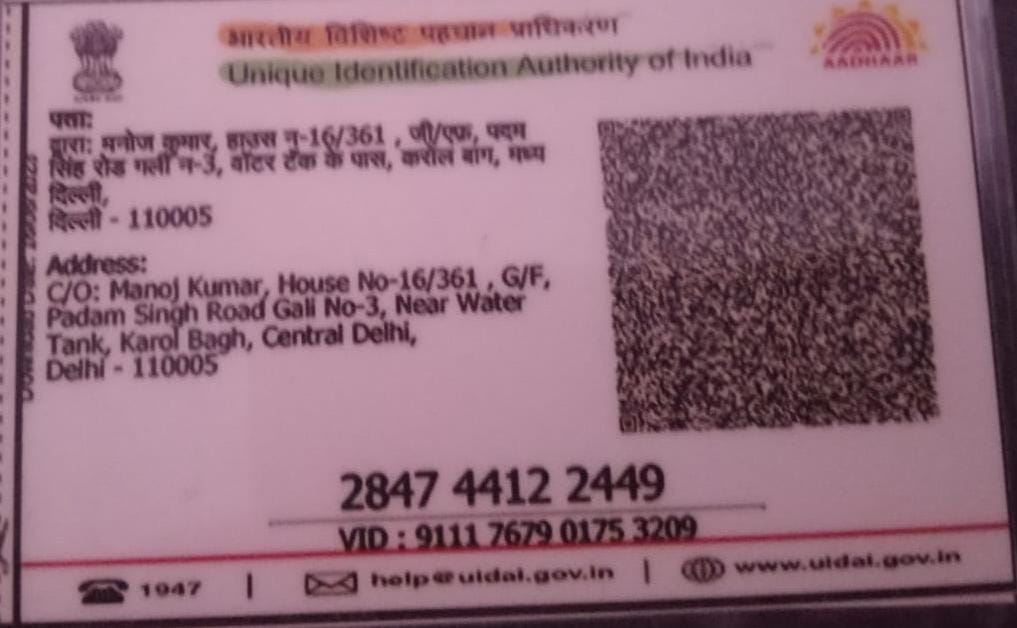 भारतीय विशिष्ट पहचान प्राधिकरण
Unique Identification Authority of India
AADHAAR
पता:
द्वारा: मनोज कुमार, हाउस न-16/361 , जी/एफ, पदम
सिंह रोड गली न-3, वॉटर टैंक के पास, करोल बाग, मध्य
दिल्ली,
दिल्ली - 110005
Address:
C/O: Manoj Kumar, House No-16/361 , G/F,
Padam Singh Road Gali No-3, Near Water
Tank, Karol Bagh, Central Delhi,
Delhi - 110005
2847 4412 2449
VID : 9111 7679 0175 3209
1947 | help@uidai.gov.in | www.uidai.gov.in